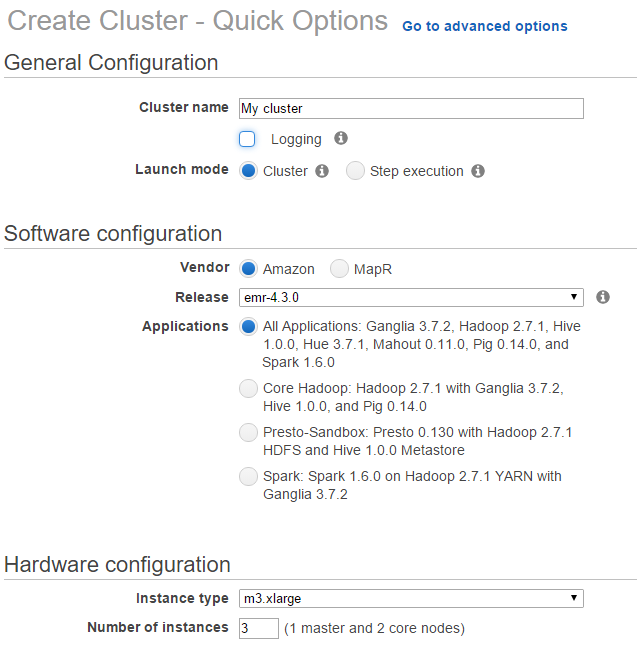 Create Cluster - Quick Options Go to advanced options
General Configuration
Cluster name My cluster
Logging
Launch mode Cluster Step execution
Software configuration
Vendor Amazon MapR
Release emr-4.3.0
Applications All Applications: Ganglia 3.7.2, Hadoop 2.7.1, Hive
1.0.0, Hue 3.7.1, Mahout 0.11.0, Pig 0.14.0, and
Spark 1.6.0
Core Hadoop: Hadoop 2.7.1 with Ganglia 3.7.2,
Hive 1.0.0, and Pig 0.14.0
Presto-Sandbox: Presto 0.130 with Hadoop 2.7.1
HDFS and Hive 1.0.0 Metastore
Spark: Spark 1.6.0 on Hadoop 2.7.1 YARN with
Ganglia 3.7.2
Hardware configuration
Instance type m3.xlarge
Number of instances 3 (1 master and 2 core nodes)